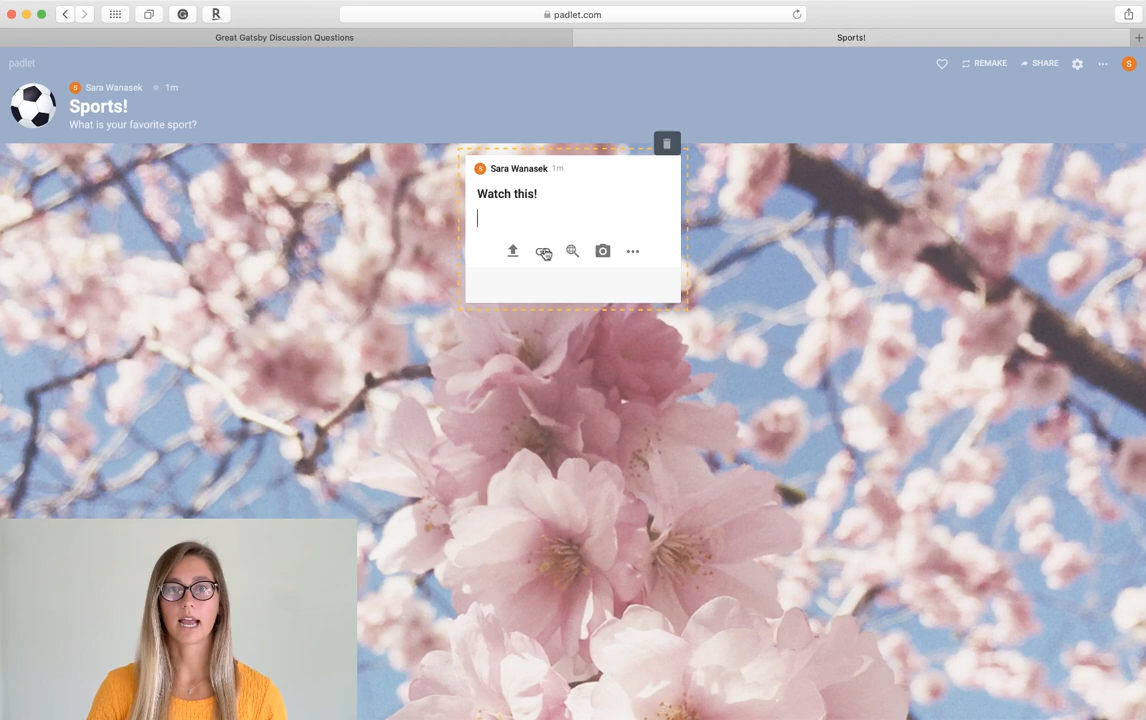 padlet.com
Great Gatsby Discussion Questions
Sports!
padlet
REMAKE
SHARE
S
S Sara Wanasek 1m
Sports!
What is your favorite sport?
S Sara Wanasek 1m
Watch this!